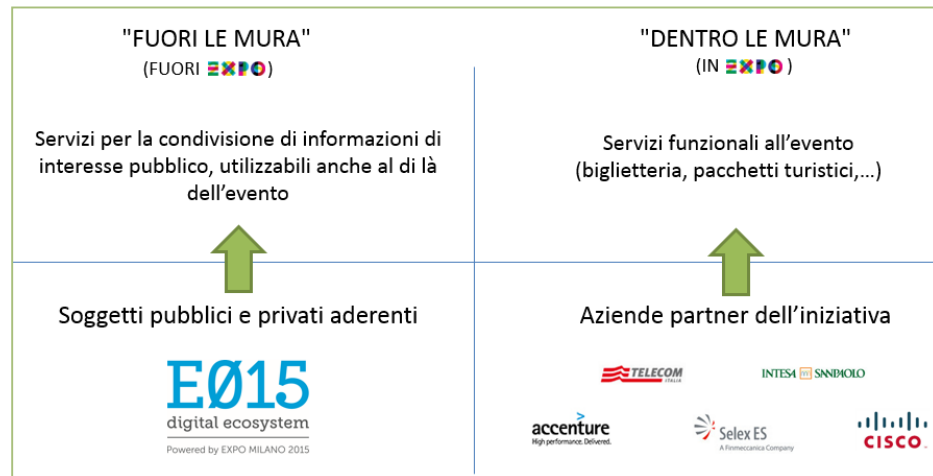 "FUORI LE MURA"
(FUORI EXPO)
Servizi per la condivisione di informazioni di
interesse pubblico, utilizzabili anche al di là
dell'evento
"DENTRO LE MURA"
(IN EXPO )
Servizi funzionali all'evento
(biglietteria, pacchetti turistici,...)
Soggetti pubblici e privati aderenti
EØ15
digital ecosystem
Powered by EXPO MILANO 2015
Aziende partner dell'iniziativa
TELECOM
ITALIA
INTESA SANPAOLO
accenture
High performance. Delivered.
Selex ES
A Finmeccanica Company
CISCO